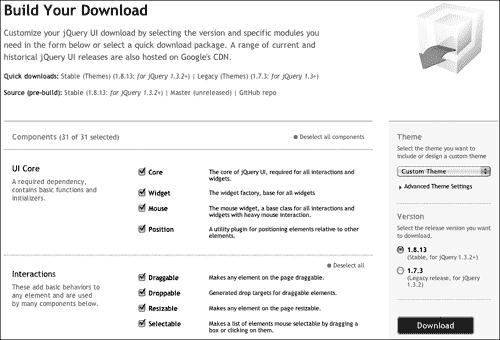 Build Your Download
Customize your jQuery UI download by selecting the version and specific modules you
need in the form below or select a quick download package. A range of current and
historical jQuery UI releases are also hosted on Google's CDN.
Quick downloads: Stable (Themes) (1.8.13: for jQuery 1.3.2+) | Legacy (Themes) (1.7.3: for jQuery 1.3+)
Source (pre-build): Stable (1.8.13: for jQuery 1.3.2+) | Master (unreleased) | GitHub repo
Components (31 of 31 selected)
Deselect all components
UI Core
A required dependency,
contains basic functions and
initializers.
Core
The core of jQuery UI, required for all interactions and
widgets.
Widget
The widget factory, base for all widgets
Mouse
The mouse widget, a base class for all interactions and
widgets with heavy mouse interaction.
Position
A utility plugin for positioning elements relative to other
elements.
Deselect all
Interactions
These add basic behaviors to
any element and are used
by many components below.
Draggable
Makes any element on the page draggable.
Droppable
Generated drop targets for draggable elements.
Resizable
Makes any element on the page resizable.
Selectable
Makes a list of elements mouse selectable by dragging a
box or clicking on them.
Theme
Select the theme you want to
include or design a custom theme
Custom Theme
Advanced Theme Settings
Version
Select the release version you want
to download.
1.8.13
(Stable, for jQuery 1.3.2+)
1.7.3
(Legacy release, for jQuery
1.3.2)
Download